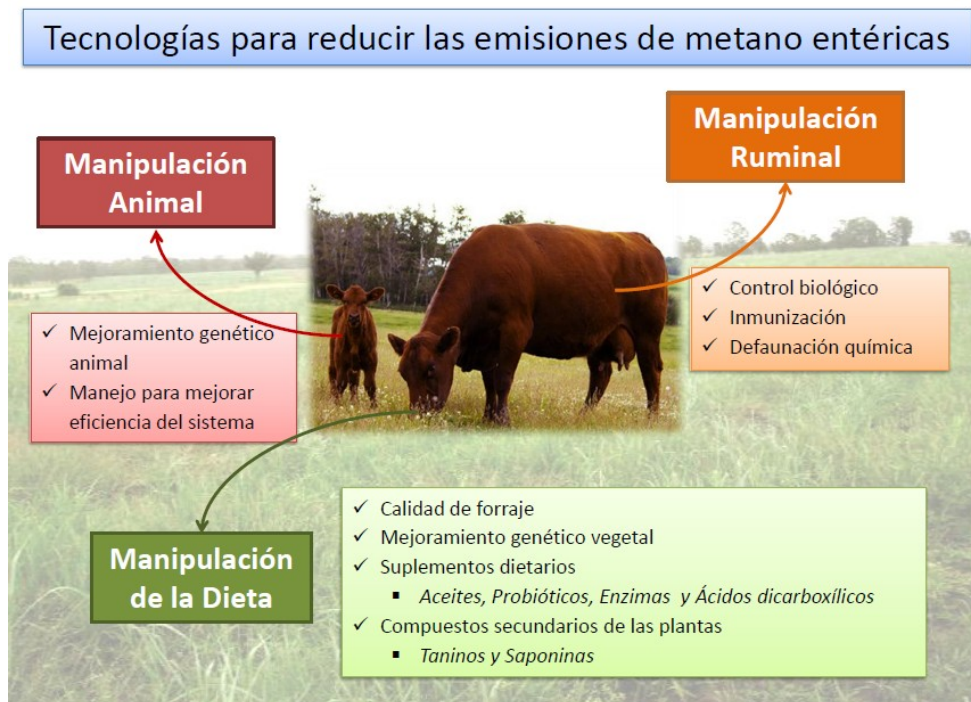 Tecnologías para reducir las emisiones de metano entéricas
Manipulación
Animal
✓ Mejoramiento genético
animal
✓ Manejo para mejorar
eficiencia del sistema
Manipulación
Ruminal
✓ Control biológico
✓ Inmunización
✓ Defaunación química
Manipulación
de la Dieta
✓ Calidad de forraje
✓ Mejoramiento genético vegetal
✓ Suplementos dietarios
▪ Aceites, Probióticos, Enzimas y Ácidos dicarboxílicos
✓ Compuestos secundarios de las plantas
▪ Taninos y Saponinas